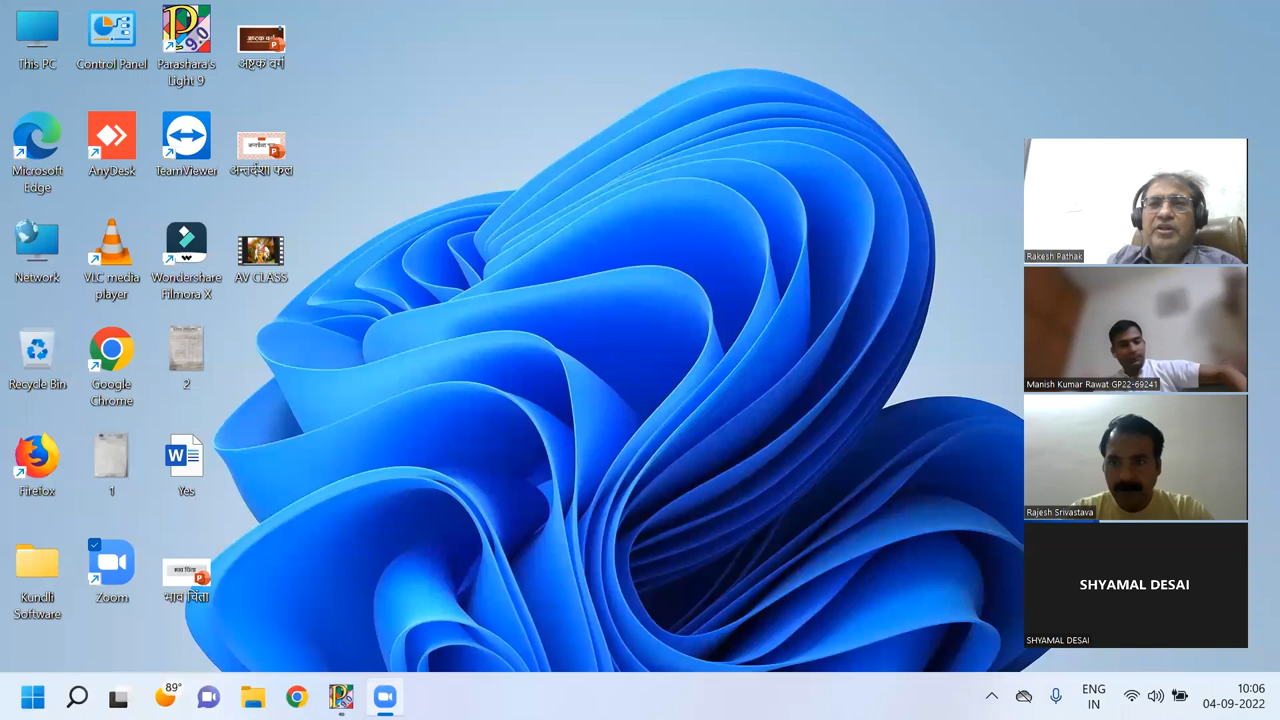 This PC
Control Panel
Parashara's
Light 9
अष्टक वर्ग
Microsoft
Edge
AnyDesk
TeamViewer
अन्तर्दशा फल
Network
VLC media
player
Wondershare
Filmora X
AV CLASS
Recycle Bin
Google
Chrome
2
Firefox
1
Yes
Kundli
Software
Zoom
भाव चिंता
Rakesh Pathak
Manish Kumar Rawat GP22-69241
Rajesh Srivastava
SHYAMAL DESAI
SHYAMAL DESAI
89°
ENG
IN
10:06
04-09-2022